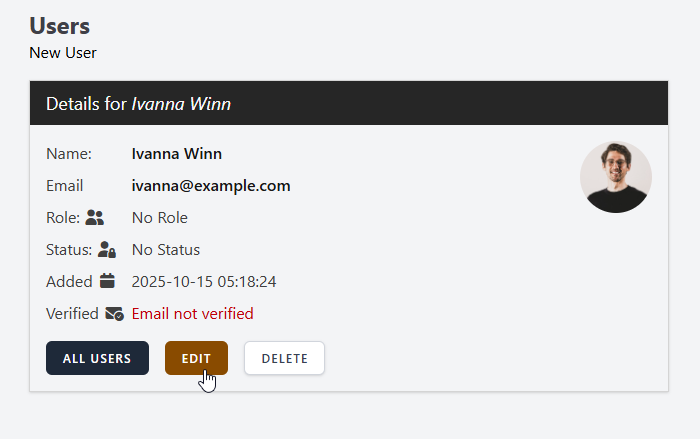 Users
New User
Details for Ivanna Winn
Name: Ivanna Winn
Email ivanna@example.com
Role: No Role
Status: No Status
Added 2025-10-15 05:18:24
Verified Email not verified
ALL USERS EDIT DELETE